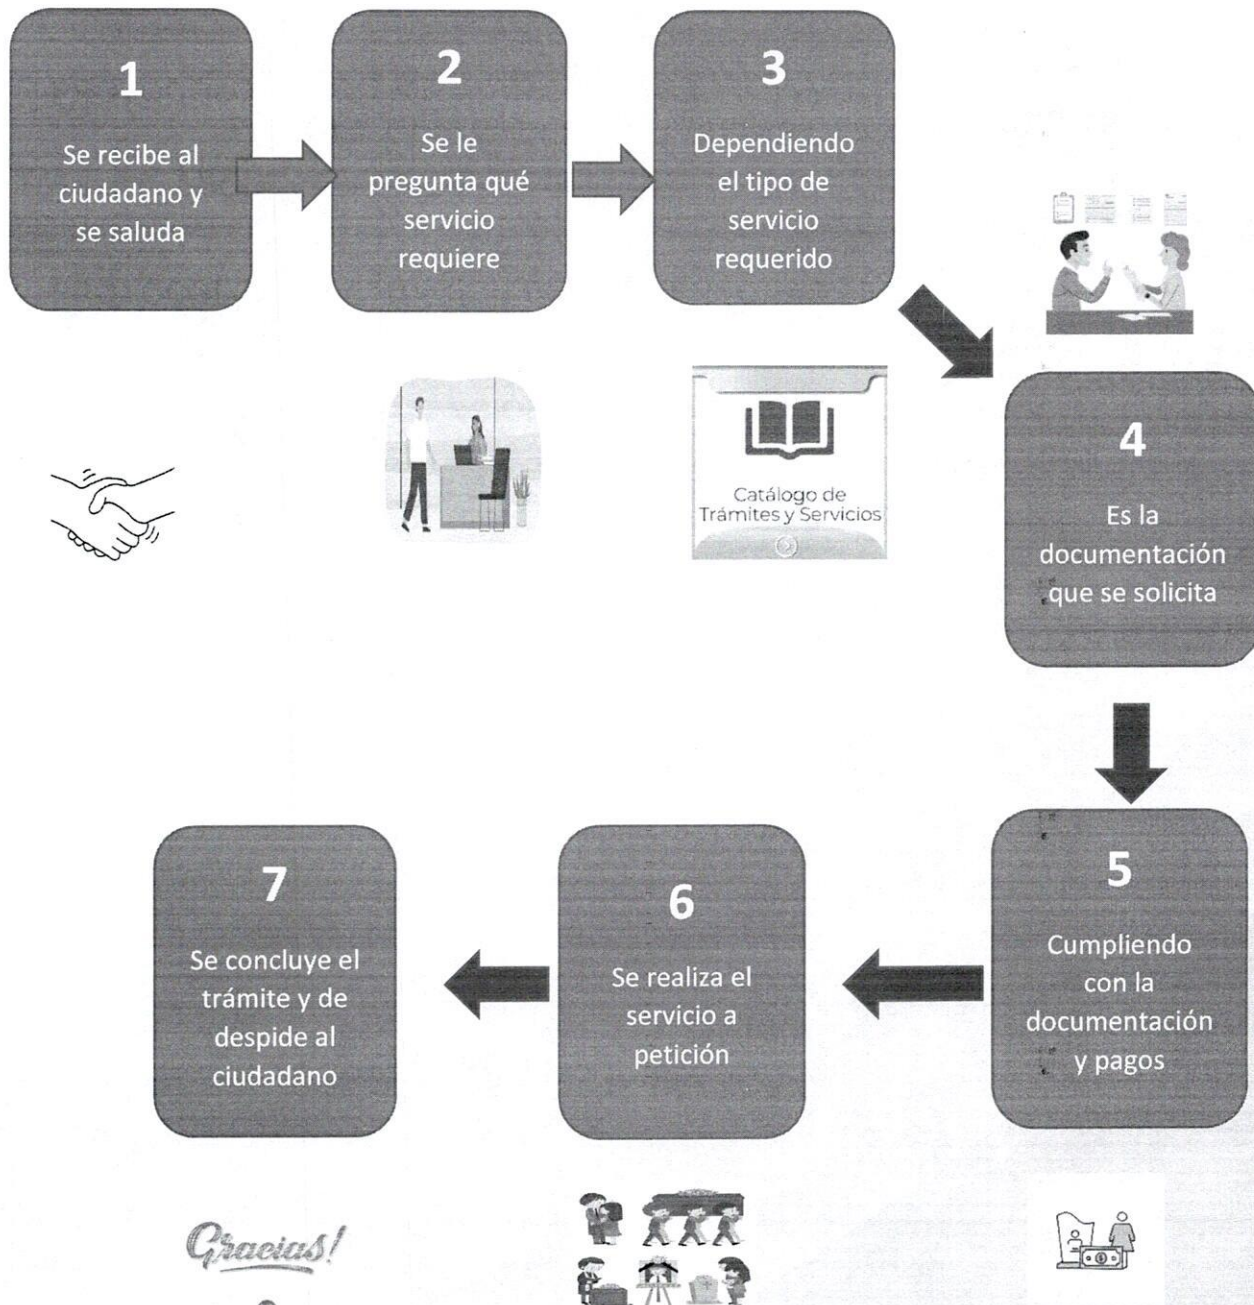 1
Se recibe al
ciudadano y
se saluda
2
Se le
pregunta qué
servicio
requiere
3
Dependiendo
el tipo de
servicio
requerido
Catálogo de
Trámites y Servicios
4
Es la
documentación
que se solicita
5
Cumpliendo
con la
documentación
y pagos
6
Se realiza el
servicio a
petición
7
Se concluye el
trámite y de
despide al
ciudadano
Gracias!